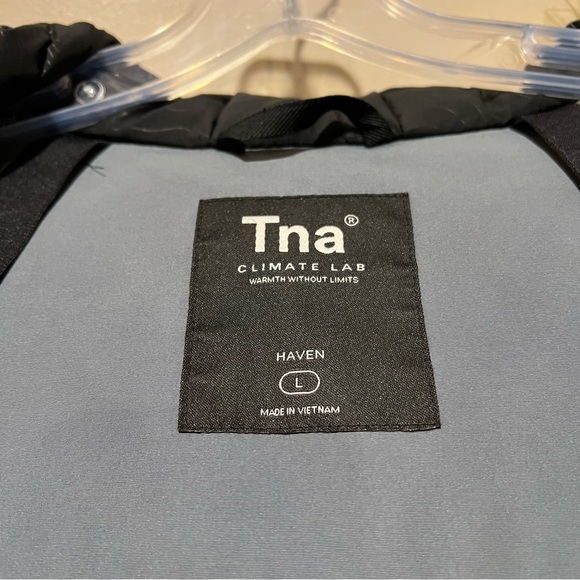 Tna®
CLIMATE LAB
WARMTH WITHOUT LIMITS
HAVEN
L
MADE IN VIETNAM